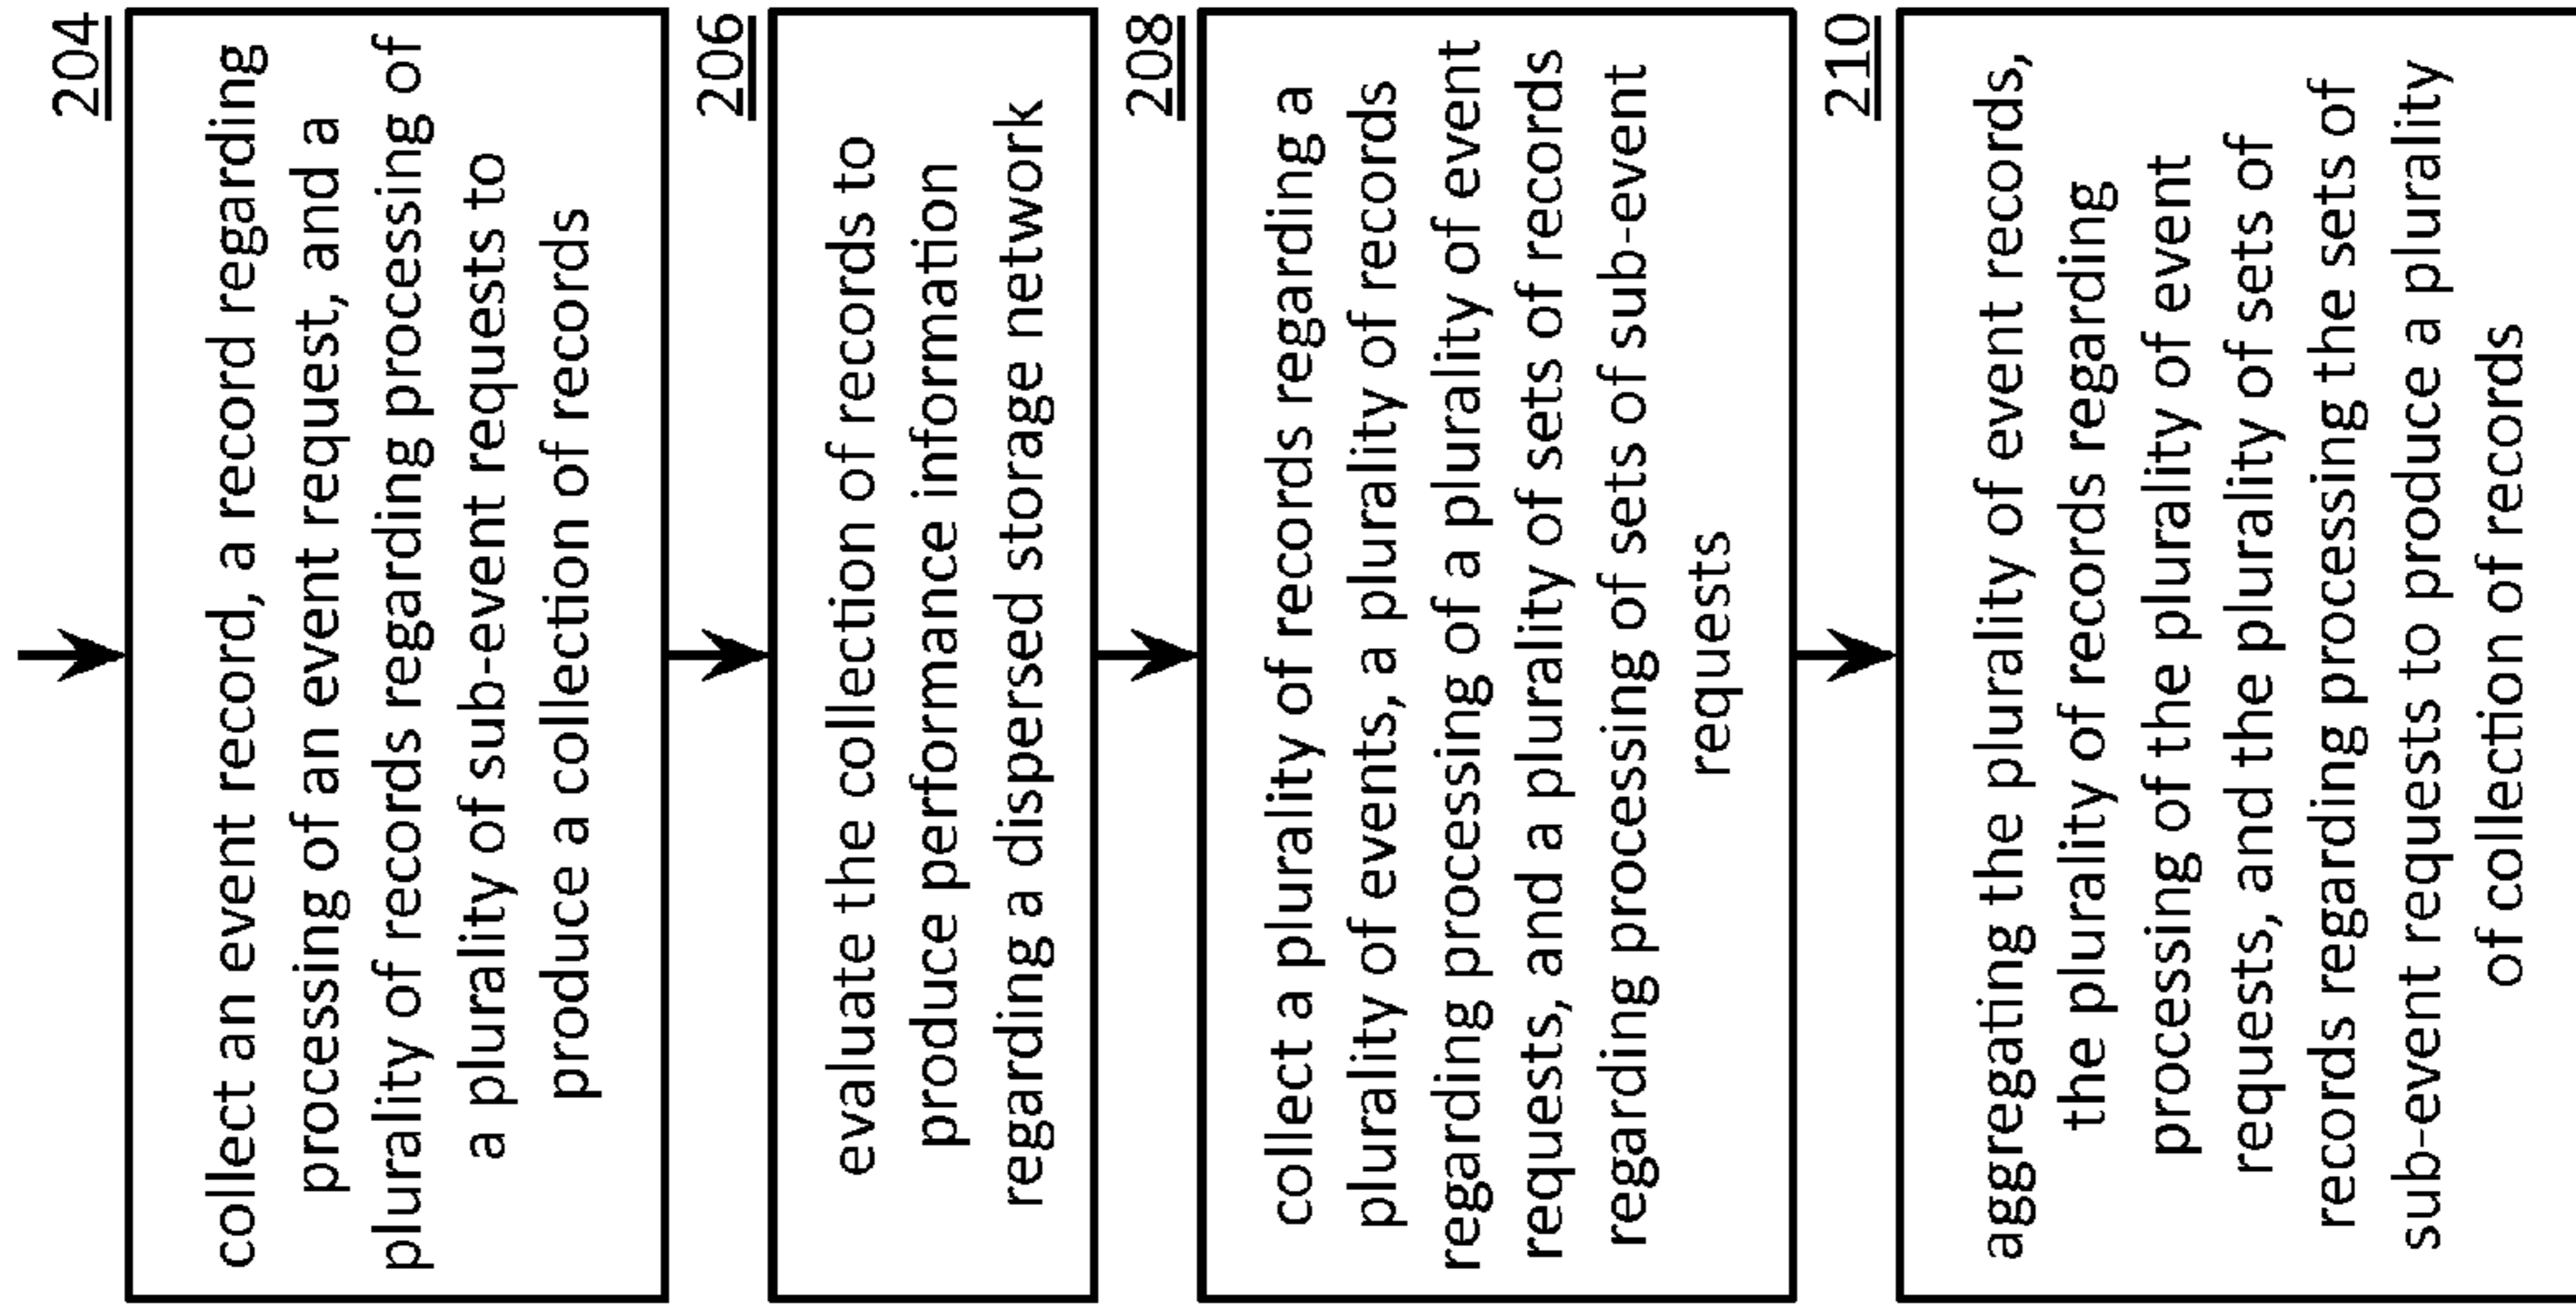 204
collect an event record, a record regarding
processing of an event request, and a
plurality of records regarding processing of
a plurality of sub-event requests to
produce a collection of records
206
evaluate the collection of records to
produce performance information
regarding a dispersed storage network
208
collect a plurality of records regarding a
plurality of events, a plurality of records
regarding processing of a plurality of event
requests, and a plurality of sets of records
regarding processing of sets of sub-event
requests
210
aggregating the plurality of event records,
the plurality of records regarding
processing of the plurality of event
requests, and the plurality of sets of
records regarding processing the sets of
sub-event requests to produce a plurality
of collection of records